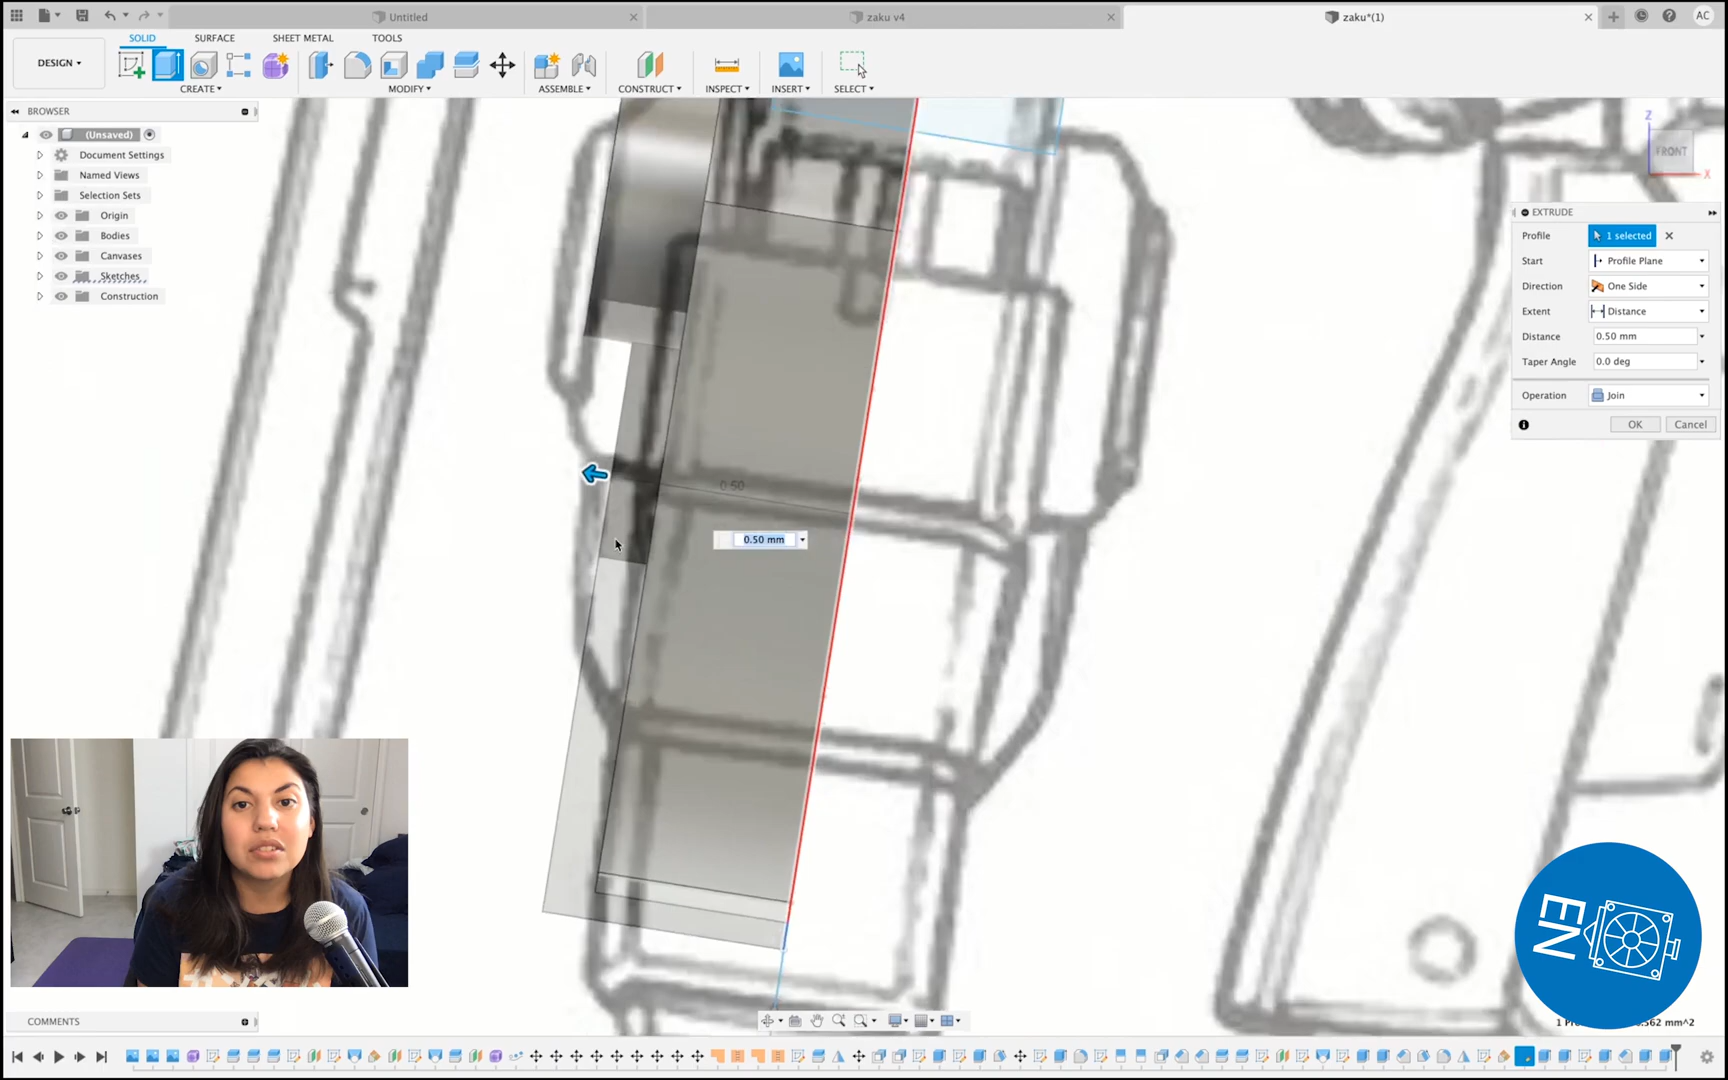 Untitled
zaku v4
zaku*(1)
AC
SOLID
SURFACE
SHEET METAL
TOOLS
DESIGN
CREATE
MODIFY
ASSEMBLE
CONSTRUCT
INSPECT
INSERT
SELECT
BROWSER
(Unsaved)
Document Settings
Named Views
Selection Sets
Origin
Bodies
Canvases
Sketches
Construction
Z
FRONT
X
EXTRUDE
Profile
1 selected
Start
Profile Plane
Direction
One Side
Extent
Distance
Distance
0.50 mm
Taper Angle
0.0 deg
Operation
Join
OK
Cancel
0.50
0.50 mm
EN
COMMENTS